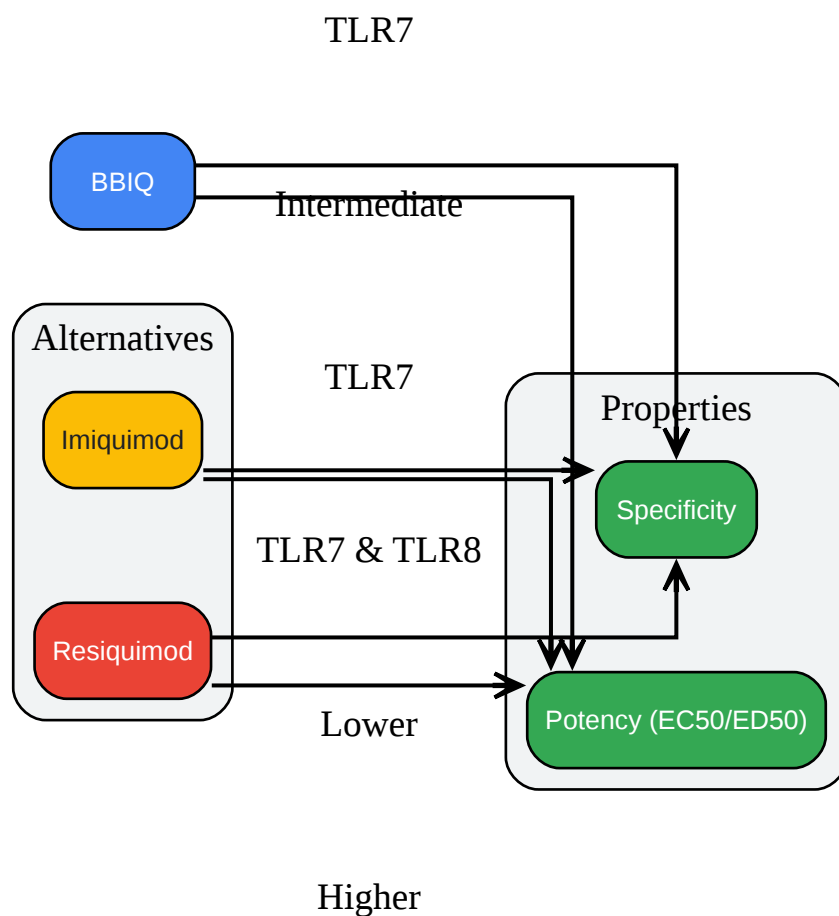 TLR7
BBIQ
Intermediate
Alternatives
TLR7
Properties
Imiquimod
Specificity
TLR7 & TLR8
Resiquimod
Potency (EC50/ED50)
Lower
Higher